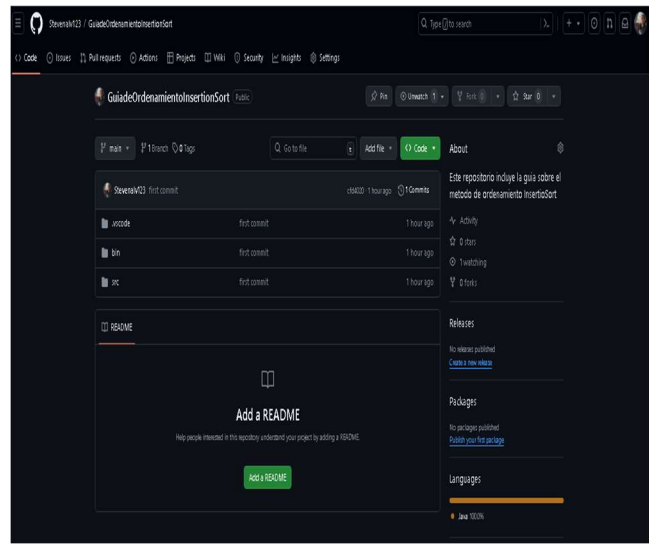 Stevenalv123 / GuiadeOrdenamientoInsertionSort
Type / to search
Code Issues Pull requests Actions Projects Wiki Security Insights Settings
GuiadeOrdenamientoInsertionSort Public
Pin Unwatch 1 Fork 0 Star 0
main 1 Branch 0 Tags Go to file t Add file Code
Stevenalv123 first commit 1 hour ago 1 Commits
.vscode first commit 1 hour ago
bin first commit 1 hour ago
src first commit 1 hour ago
README
Add a README
Help people interested in this repository understand your project by adding a README.
Add a README
About
Este repositorio incluye la guia sobre el
metodo de ordenamiento InsertioSort
Activity
0 stars
1 watching
0 forks
Releases
No releases published
Create a new release
Packages
No packages published
Publish your first package
Languages
Java 100.0%